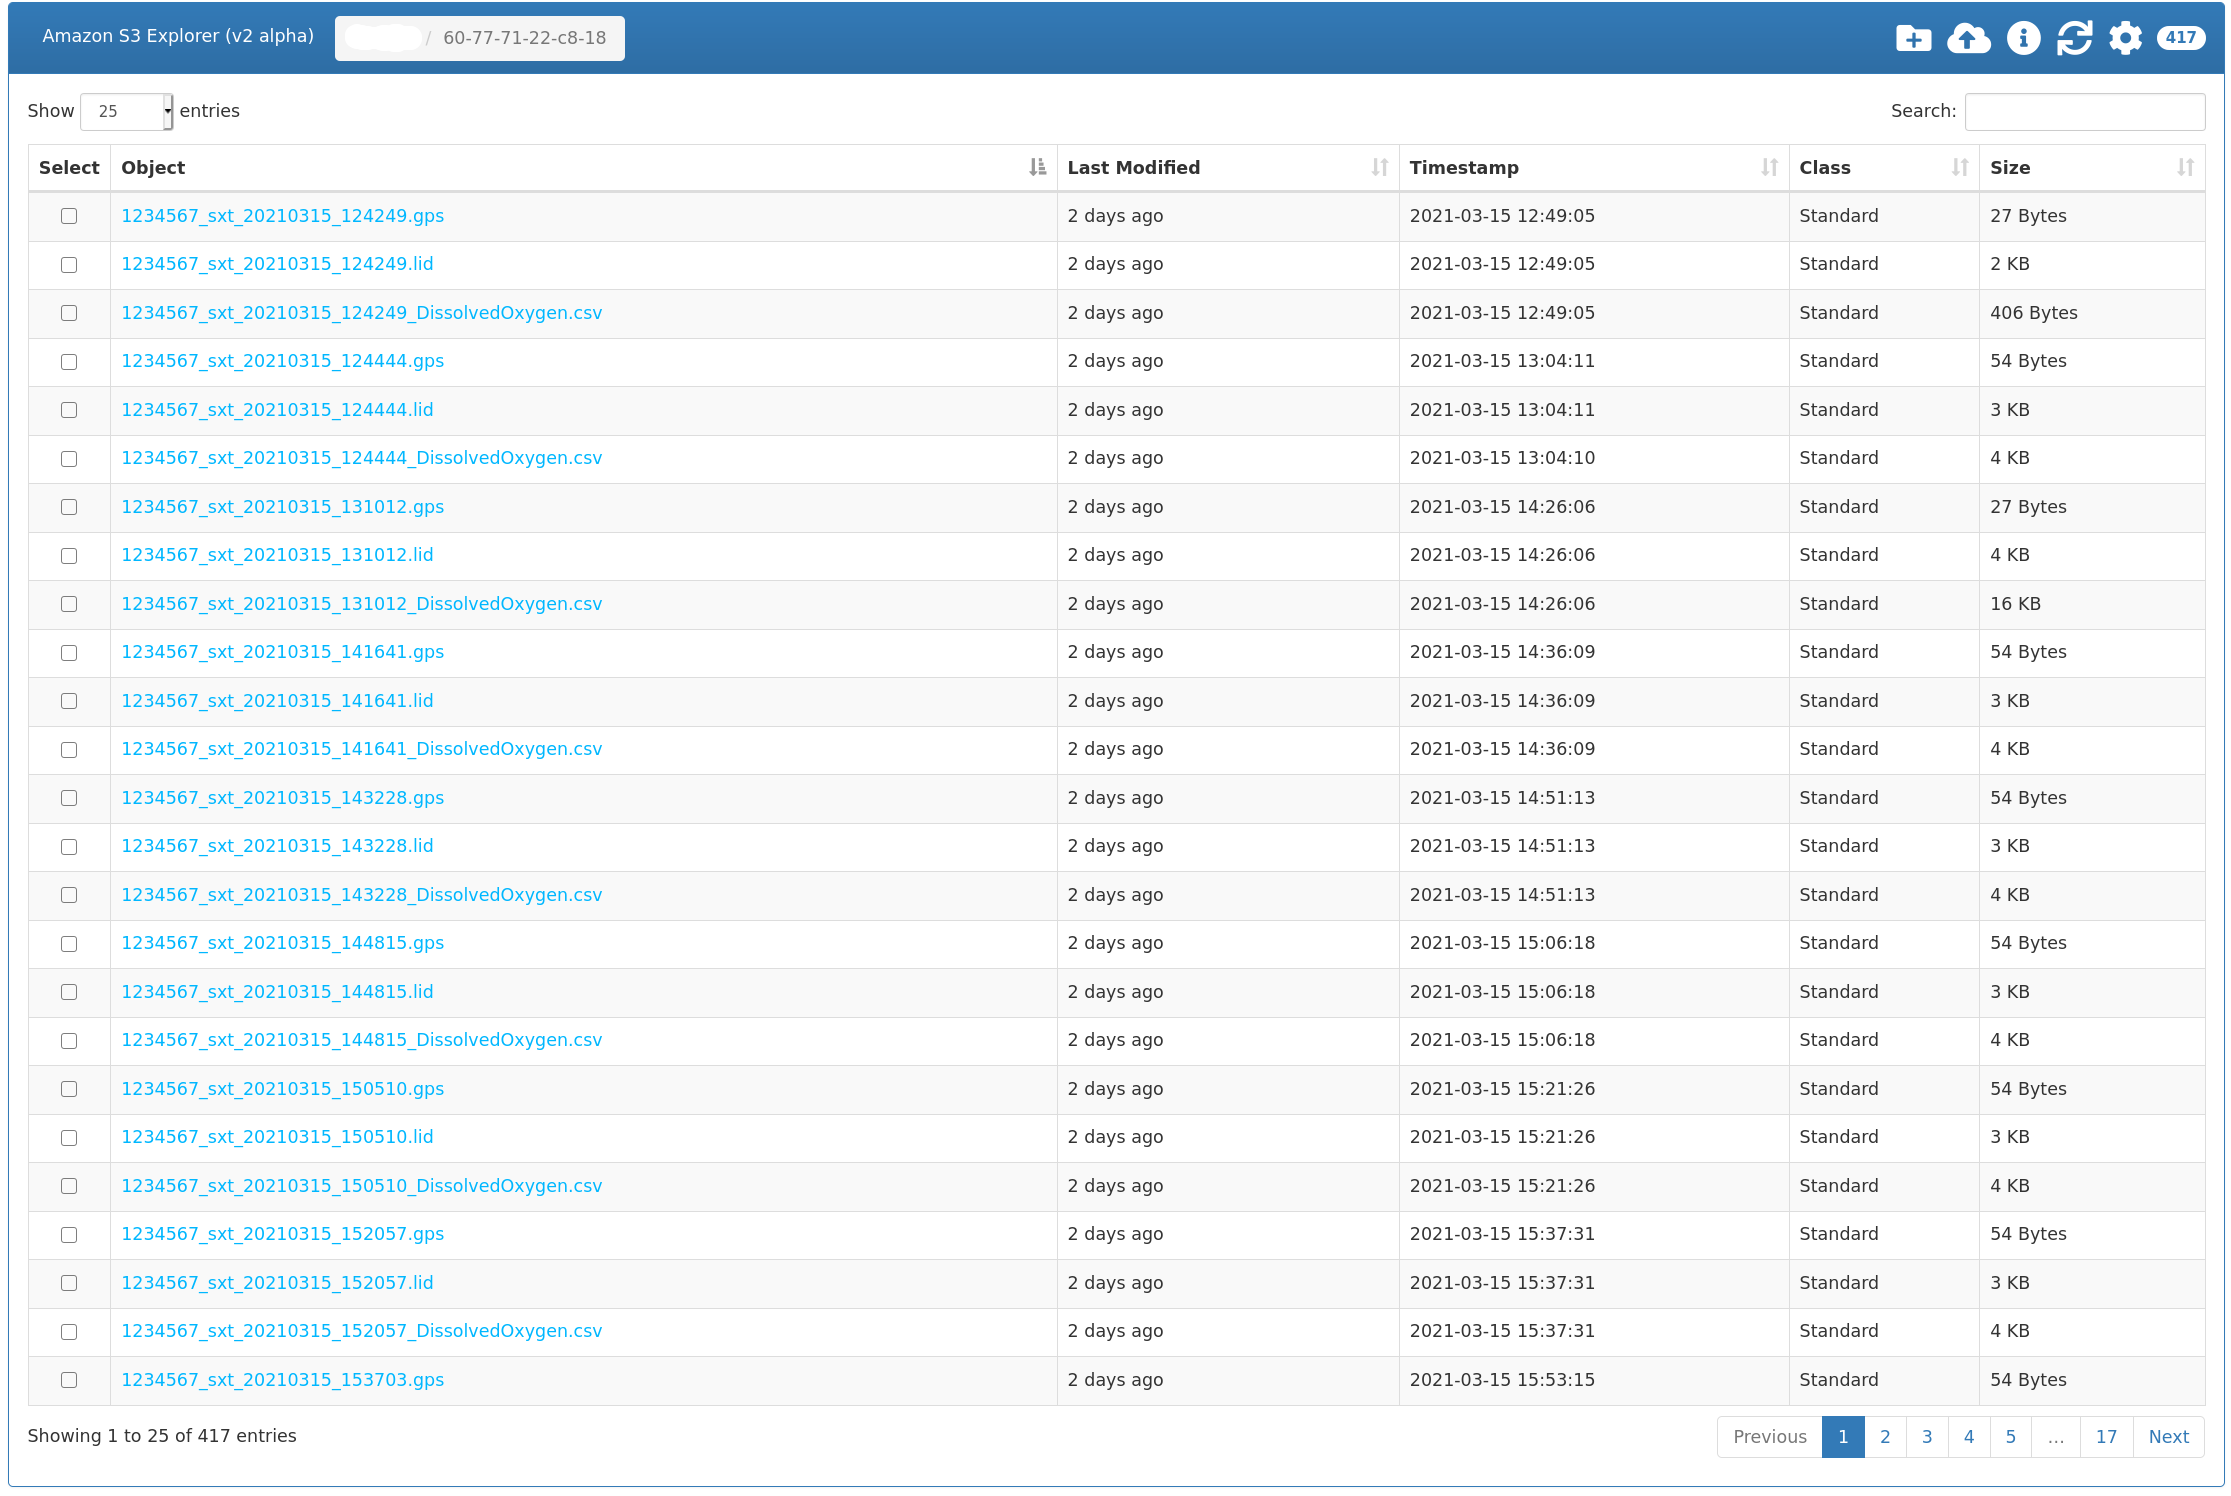 Amazon S3 Explorer (v2 alpha) / 60-77-71-22-c8-18 417
Show 25 entries Search:
Select Object Last Modified Timestamp Class Size
1234567_sxt_20210315_124249.gps 2 days ago 2021-03-15 12:49:05 Standard 27 Bytes
1234567_sxt_20210315_124249.lid 2 days ago 2021-03-15 12:49:05 Standard 2 KB
1234567_sxt_20210315_124249_DissolvedOxygen.csv 2 days ago 2021-03-15 12:49:05 Standard 406 Bytes
1234567_sxt_20210315_124444.gps 2 days ago 2021-03-15 13:04:11 Standard 54 Bytes
1234567_sxt_20210315_124444.lid 2 days ago 2021-03-15 13:04:11 Standard 3 KB
1234567_sxt_20210315_124444_DissolvedOxygen.csv 2 days ago 2021-03-15 13:04:10 Standard 4 KB
1234567_sxt_20210315_131012.gps 2 days ago 2021-03-15 14:26:06 Standard 27 Bytes
1234567_sxt_20210315_131012.lid 2 days ago 2021-03-15 14:26:06 Standard 4 KB
1234567_sxt_20210315_131012_DissolvedOxygen.csv 2 days ago 2021-03-15 14:26:06 Standard 16 KB
1234567_sxt_20210315_141641.gps 2 days ago 2021-03-15 14:36:09 Standard 54 Bytes
1234567_sxt_20210315_141641.lid 2 days ago 2021-03-15 14:36:09 Standard 3 KB
1234567_sxt_20210315_141641_DissolvedOxygen.csv 2 days ago 2021-03-15 14:36:09 Standard 4 KB
1234567_sxt_20210315_143228.gps 2 days ago 2021-03-15 14:51:13 Standard 54 Bytes
1234567_sxt_20210315_143228.lid 2 days ago 2021-03-15 14:51:13 Standard 3 KB
1234567_sxt_20210315_143228_DissolvedOxygen.csv 2 days ago 2021-03-15 14:51:13 Standard 4 KB
1234567_sxt_20210315_144815.gps 2 days ago 2021-03-15 15:06:18 Standard 54 Bytes
1234567_sxt_20210315_144815.lid 2 days ago 2021-03-15 15:06:18 Standard 3 KB
1234567_sxt_20210315_144815_DissolvedOxygen.csv 2 days ago 2021-03-15 15:06:18 Standard 4 KB
1234567_sxt_20210315_150510.gps 2 days ago 2021-03-15 15:21:26 Standard 54 Bytes
1234567_sxt_20210315_150510.lid 2 days ago 2021-03-15 15:21:26 Standard 3 KB
1234567_sxt_20210315_150510_DissolvedOxygen.csv 2 days ago 2021-03-15 15:21:26 Standard 4 KB
1234567_sxt_20210315_152057.gps 2 days ago 2021-03-15 15:37:31 Standard 54 Bytes
1234567_sxt_20210315_152057.lid 2 days ago 2021-03-15 15:37:31 Standard 3 KB
1234567_sxt_20210315_152057_DissolvedOxygen.csv 2 days ago 2021-03-15 15:37:31 Standard 4 KB
1234567_sxt_20210315_153703.gps 2 days ago 2021-03-15 15:53:15 Standard 54 Bytes
Showing 1 to 25 of 417 entries Previous 1 2 3 4 5 … 17 Next